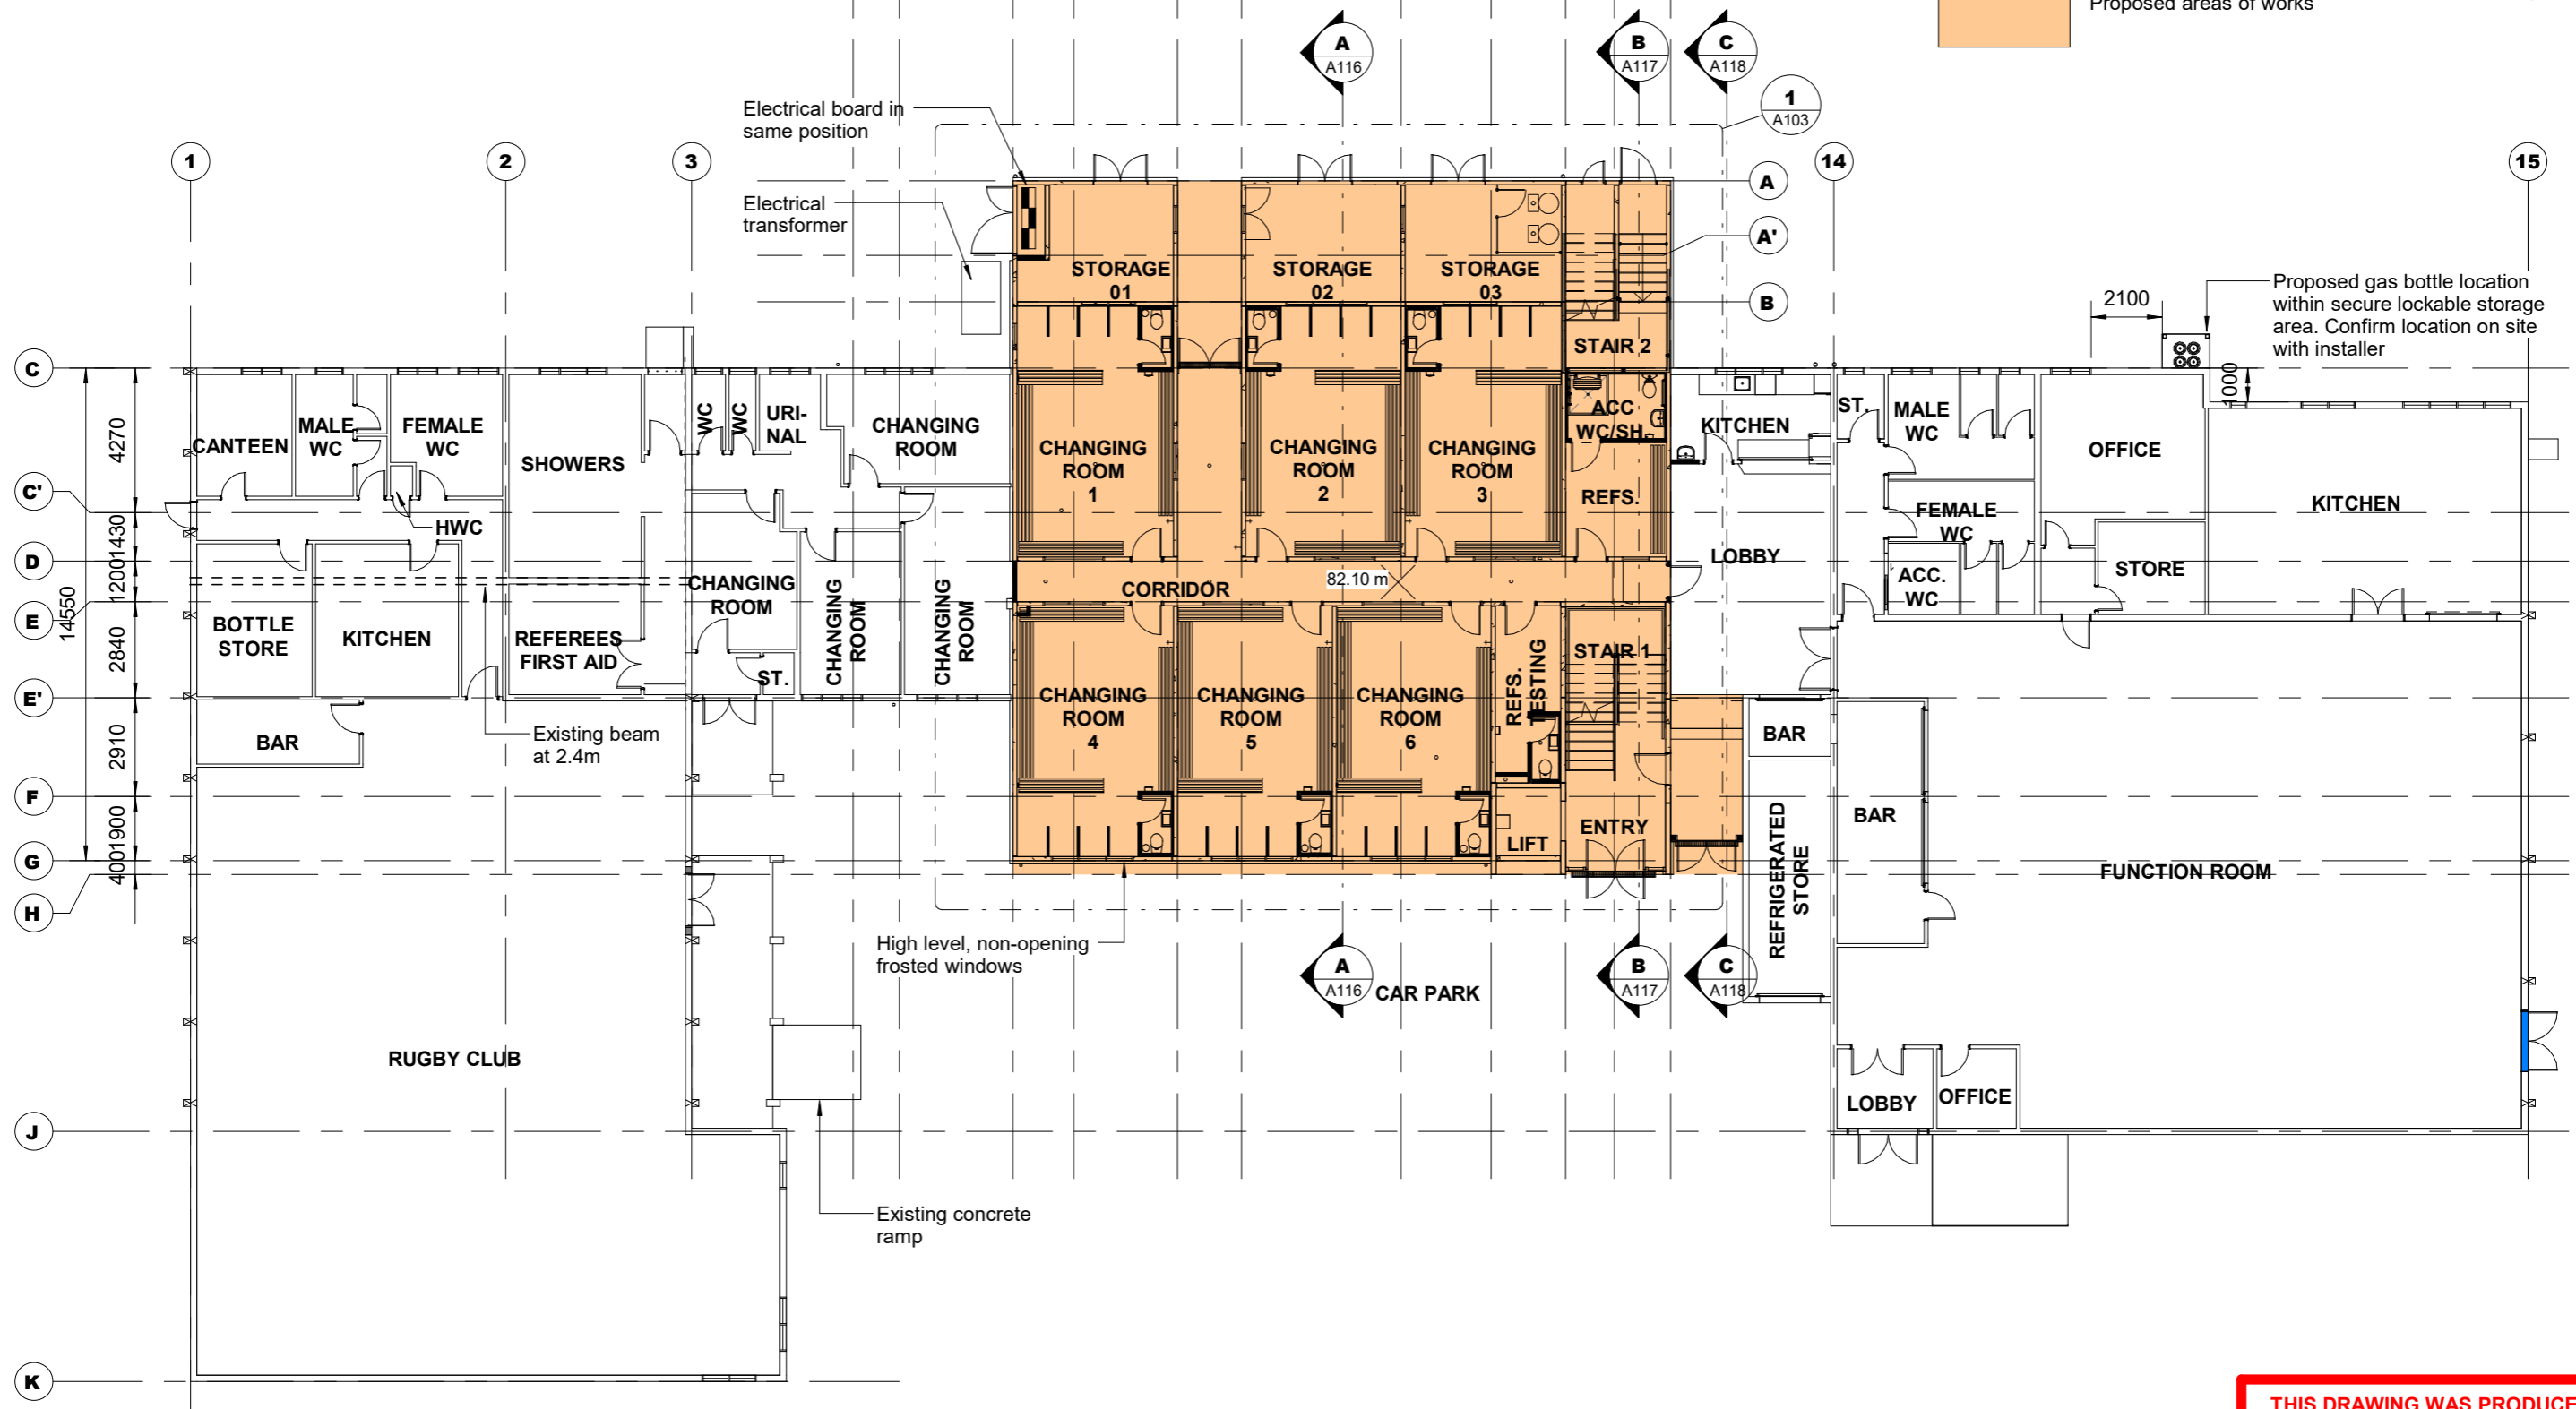 Proposed areas of works
A
A116
B
A117
C
A118
1
A103
Electrical board in
same position
Electrical
transformer
1
2
3
14
15
A
A'
B
Proposed gas bottle location
within secure lockable storage
area. Confirm location on site
with installer
2100
1000
STORAGE
01
STORAGE
02
STORAGE
03
STAIR 2
C
C'
D
E
E'
F
G
H
J
K
4270
1430
1200
14550
2840
2910
1900
400
CANTEEN
MALE
WC
FEMALE
WC
SHOWERS
WC
WC
URI-
NAL
CHANGING
ROOM
CHANGING
ROOM
1
CHANGING
ROOM
2
CHANGING
ROOM
3
ACC
WC/SH
REFS.
KITCHEN
ST.
MALE
WC
OFFICE
KITCHEN
HWC
FEMALE
WC
LOBBY
STORE
ACC.
WC
CORRIDOR
82.10 m
BOTTLE
STORE
KITCHEN
REFEREES
FIRST AID
CHANGING
ROOM
ST.
CHANGING
ROOM
CHANGING
ROOM
CHANGING
ROOM
4
CHANGING
ROOM
5
CHANGING
ROOM
6
REFS.
TESTING
STAIR 1
BAR
Existing beam
at 2.4m
BAR
BAR
REFRIGERATED
STORE
LIFT
ENTRY
FUNCTION ROOM
High level, non-opening
frosted windows
A
A116
B
A117
C
A118
CAR PARK
RUGBY CLUB
LOBBY
OFFICE
Existing concrete
ramp
THIS DRAWING WAS PRODUCE